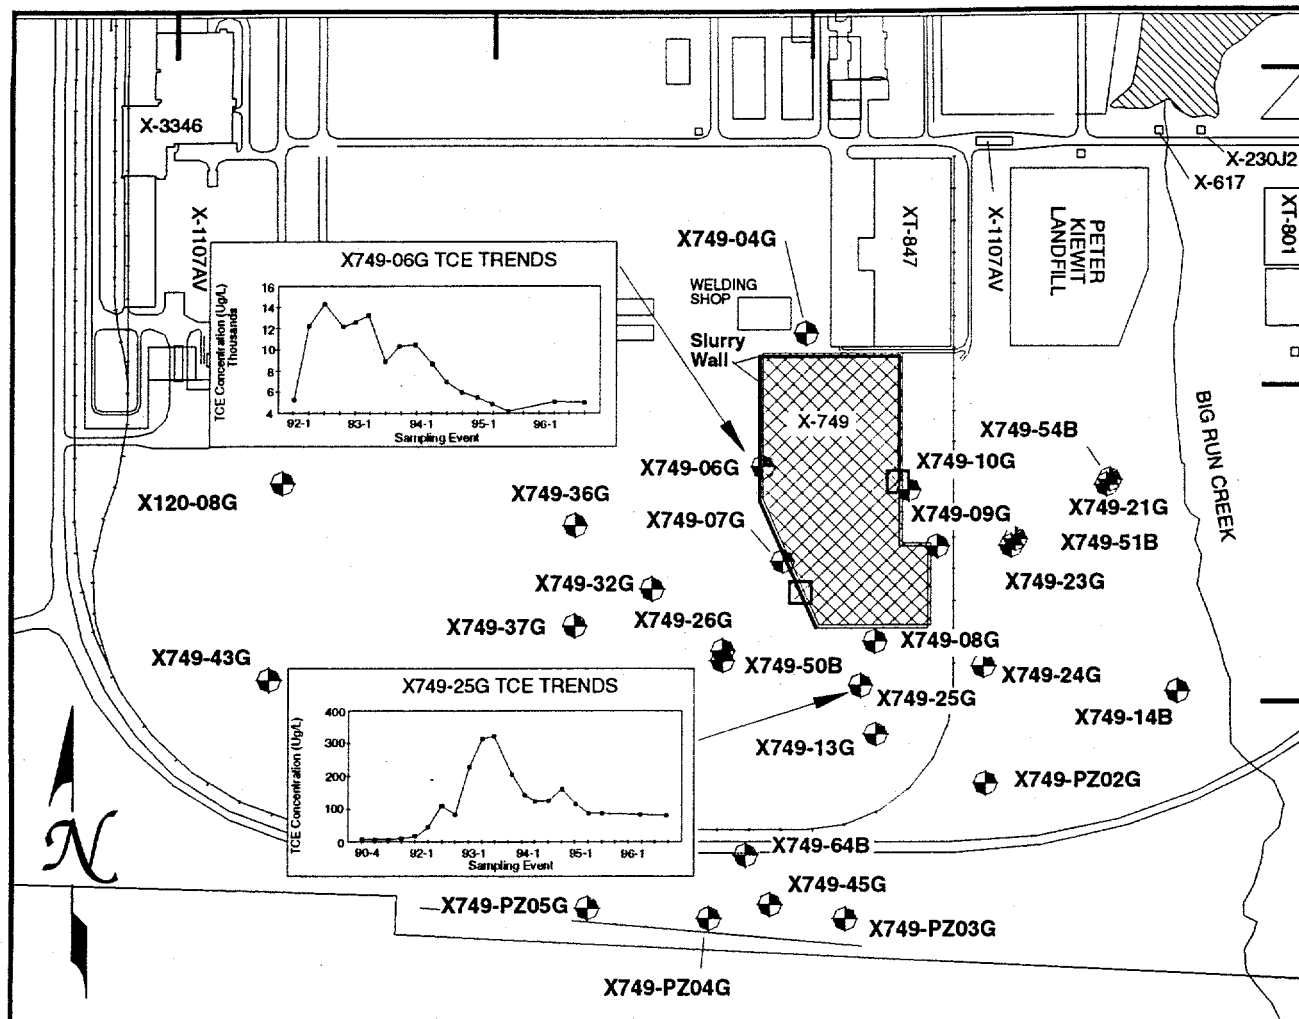 X-3346
X-230J2
X-617
X-1107AV
XT-847
X-1107AV
PETER
KIEWIT
LANDFILL
XT-801
X749-04G
X749-06G TCE TRENDS
TCE Concentration (Ug/L)
Thousands
16
14
12
10
8
6
4
92-1
93-1
94-1
95-1
96-1
Sampling Event
WELDING
SHOP
Slurry
Wall
X-749
BIG RUN CREEK
X749-54B
X749-10G
X749-06G
X120-08G
X749-36G
X749-21G
X749-07G
X749-09G
X749-51B
X749-32G
X749-23G
X749-26G
X749-37G
X749-08G
X749-43G
X749-50B
X749-24G
X749-25G TCE TRENDS
TCE Concentration (Ug/L)
400
300
200
100
0
90-4
92-1
93-1
94-1
95-1
96-1
Sampling Event
X749-25G
X749-14B
X749-13G
X749-PZ02G
N
X749-64B
X749-45G
X749-PZ05G
X749-PZ03G
X749-PZ04G